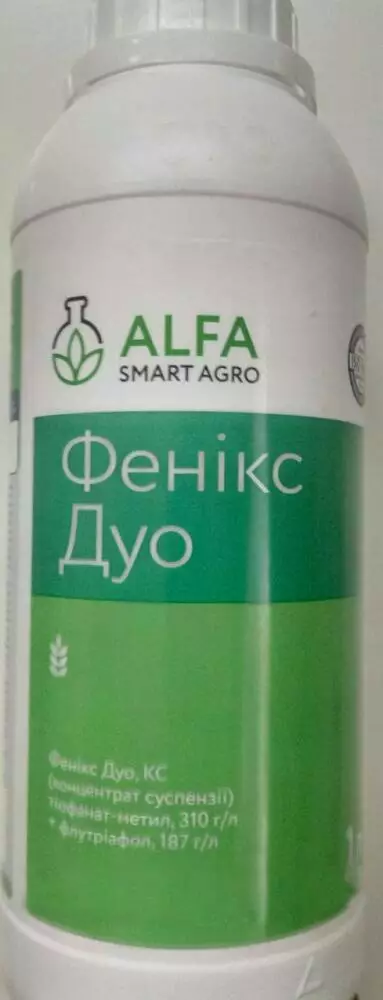 ALFA
SMART AGRO
Фенікс
Дуо
Фенікс Дуо, КС
(концентрат суспензії)
тіофанат-метил, 310 г/л
+ флутріафол, 187 г/л